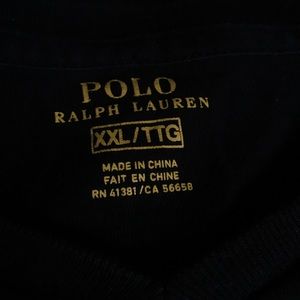 POLO
RALPH LAUREN
XXL/TTG
MADE IN CHINA
FAIT EN CHINE
RN 41381/CA 56658